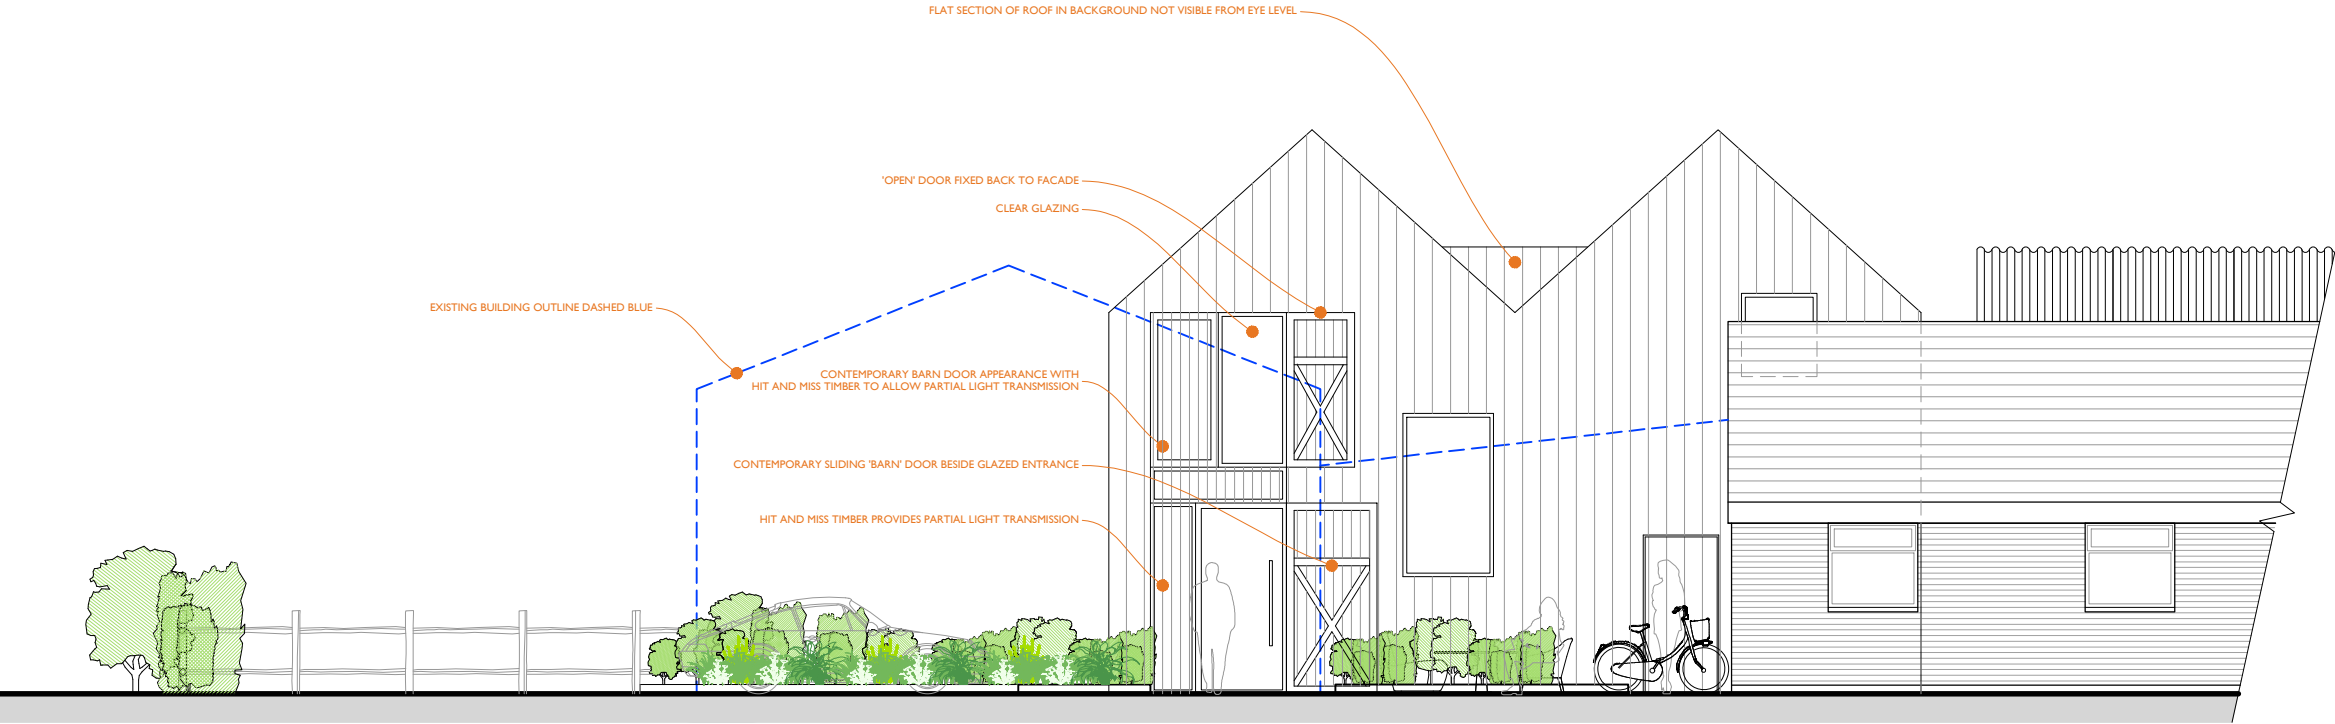 FLAT SECTION OF ROOF IN BACKGROUND NOT VISIBLE FROM EYE LEVEL
'OPEN' DOOR FIXED BACK TO FACADE
CLEAR GLAZING
EXISTING BUILDING OUTLINE DASHED BLUE
CONTEMPORARY BARN DOOR APPEARANCE WITH
HIT AND MISS TIMBER TO ALLOW PARTIAL LIGHT TRANSMISSION
CONTEMPORARY SLIDING 'BARN' DOOR BESIDE GLAZED ENTRANCE
HIT AND MISS TIMBER PROVIDES PARTIAL LIGHT TRANSMISSION